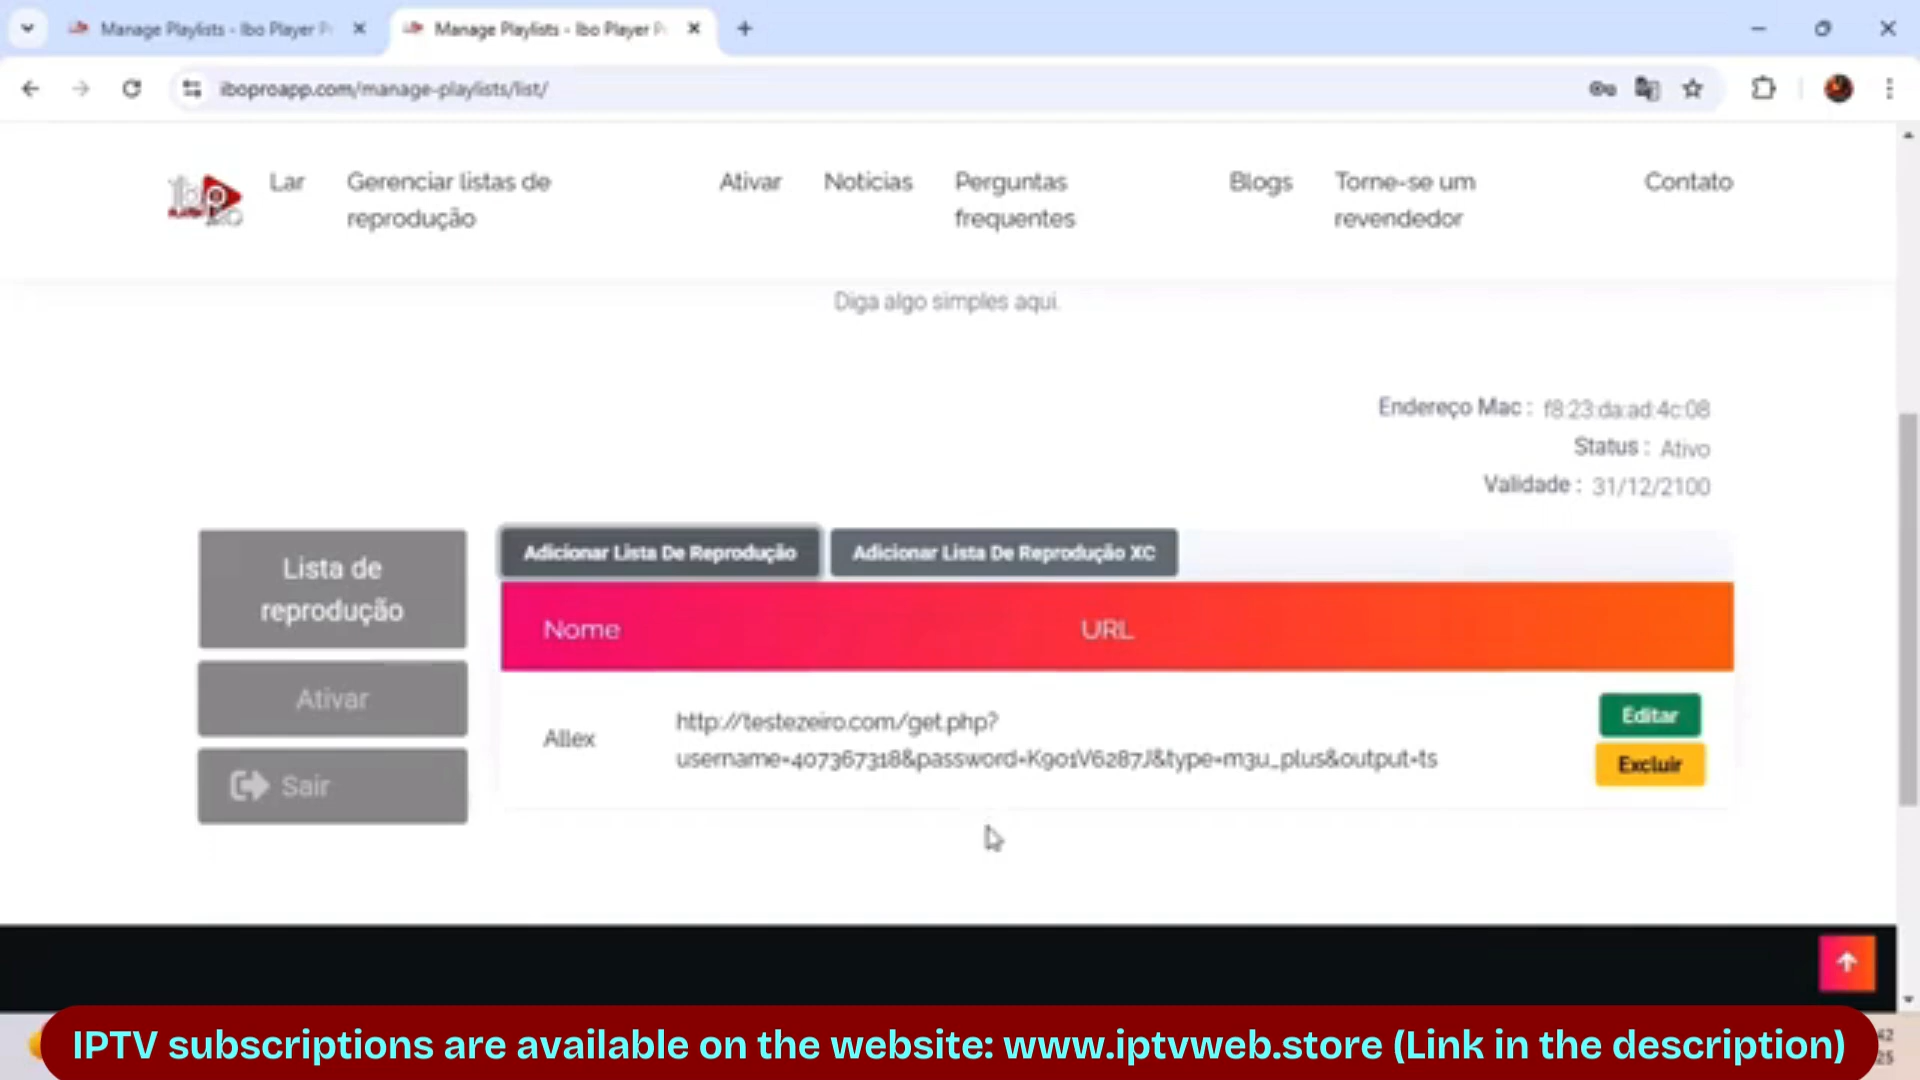 Manage Playlists - Ibo Player P
Manage Playlists - Ibo Player P
iboproapp.com/manage-playlists/list/
Lar
Gerenciar listas de
reprodução
Ativar
Noticias
Perguntas
frequentes
Blogs
Torne-se um
revendedor
Contato
Diga algo simples aqui.
Endereço Mac : f8:23:da:ad:4c:08
Status : Ativo
Validade : 31/12/2100
Lista de
reprodução
Ativar
Sair
Adicionar Lista De Reprodução
Adicionar Lista De Reprodução XC
Nome
URL
Allex
http://testezeiro.com/get.php?
username=407367318&password=K901V6287J&type=m3u_plus&output=ts
Editar
Excluir
IPTV subscriptions are available on the website: www.iptvweb.store (Link in the description)